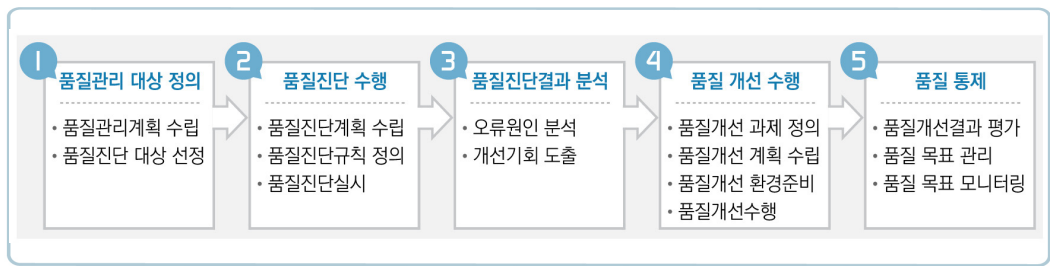 1
품질관리 대상 정의
• 품질관리계획 수립
• 품질진단 대상 선정
2
품질진단 수행
• 품질진단계획 수립
• 품질진단규칙 정의
• 품질진단실시
3
품질진단결과 분석
• 오류원인 분석
• 개선기회 도출
4
품질 개선 수행
• 품질개선 과제 정의
• 품질개선 계획 수립
• 품질개선 환경준비
• 품질개선수행
5
품질 통제
• 품질개선결과 평가
• 품질 목표 관리
• 품질 목표 모니터링